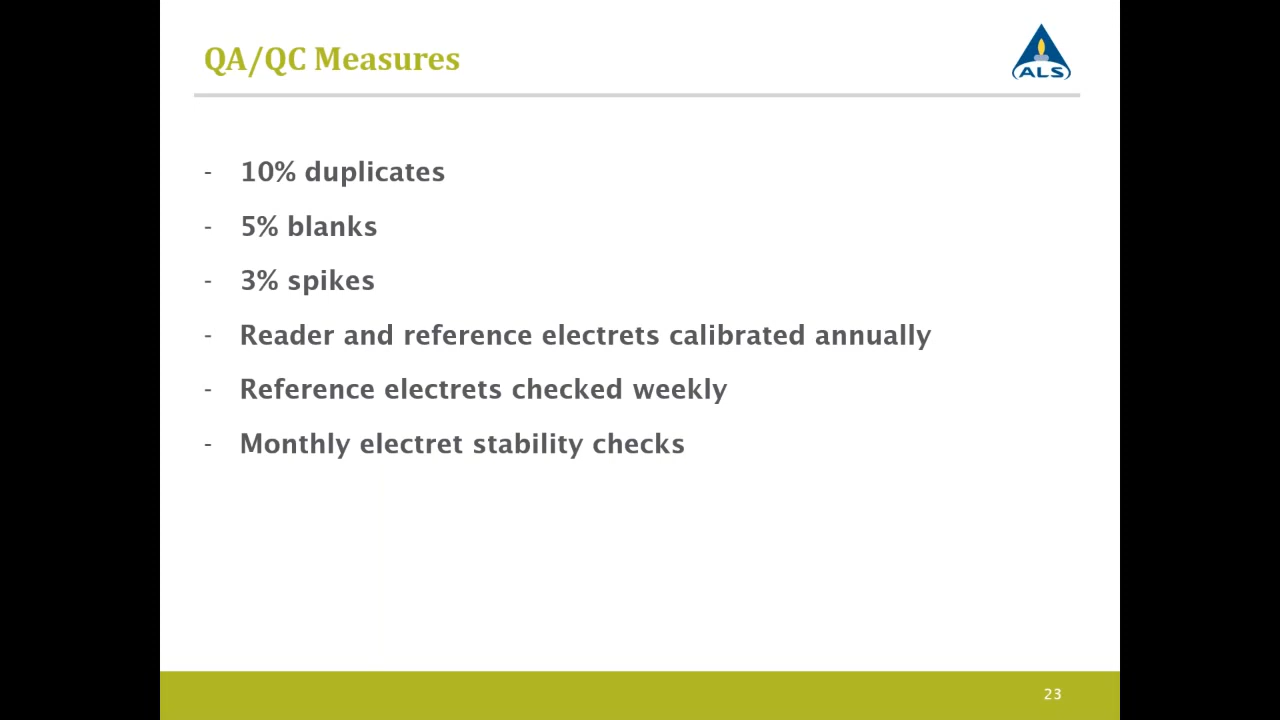 QA/QC Measures
ALS
- 10% duplicates
- 5% blanks
- 3% spikes
- Reader and reference electrets calibrated annually
- Reference electrets checked weekly
- Monthly electret stability checks
23